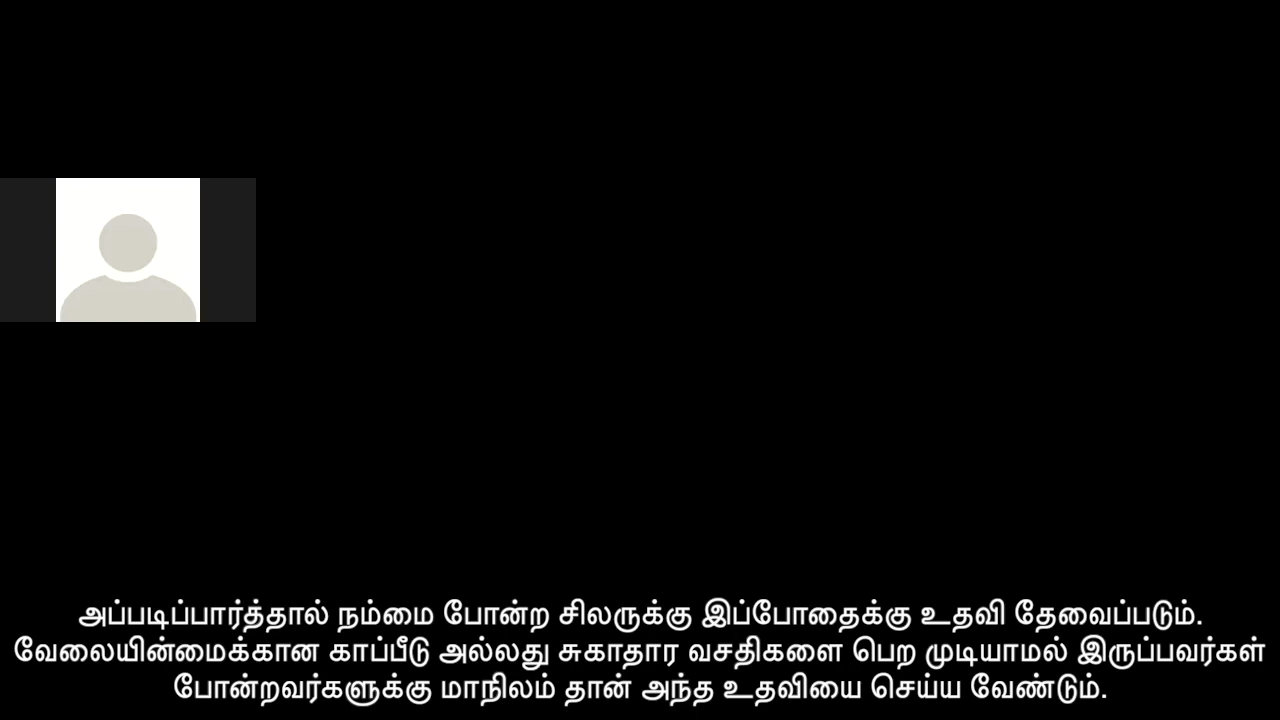 அப்படிப்பார்த்தால் நம்மை போன்ற சிலருக்கு இப்போதைக்கு உதவி தேவைப்படும்.
வேலையின்மைக்கான காப்பீடு அல்லது சுகாதார வசதிகளை பெற முடியாமல் இருப்பவர்கள்
போன்றவர்களுக்கு மாநிலம் தான் அந்த உதவியை செய்ய வேண்டும்.